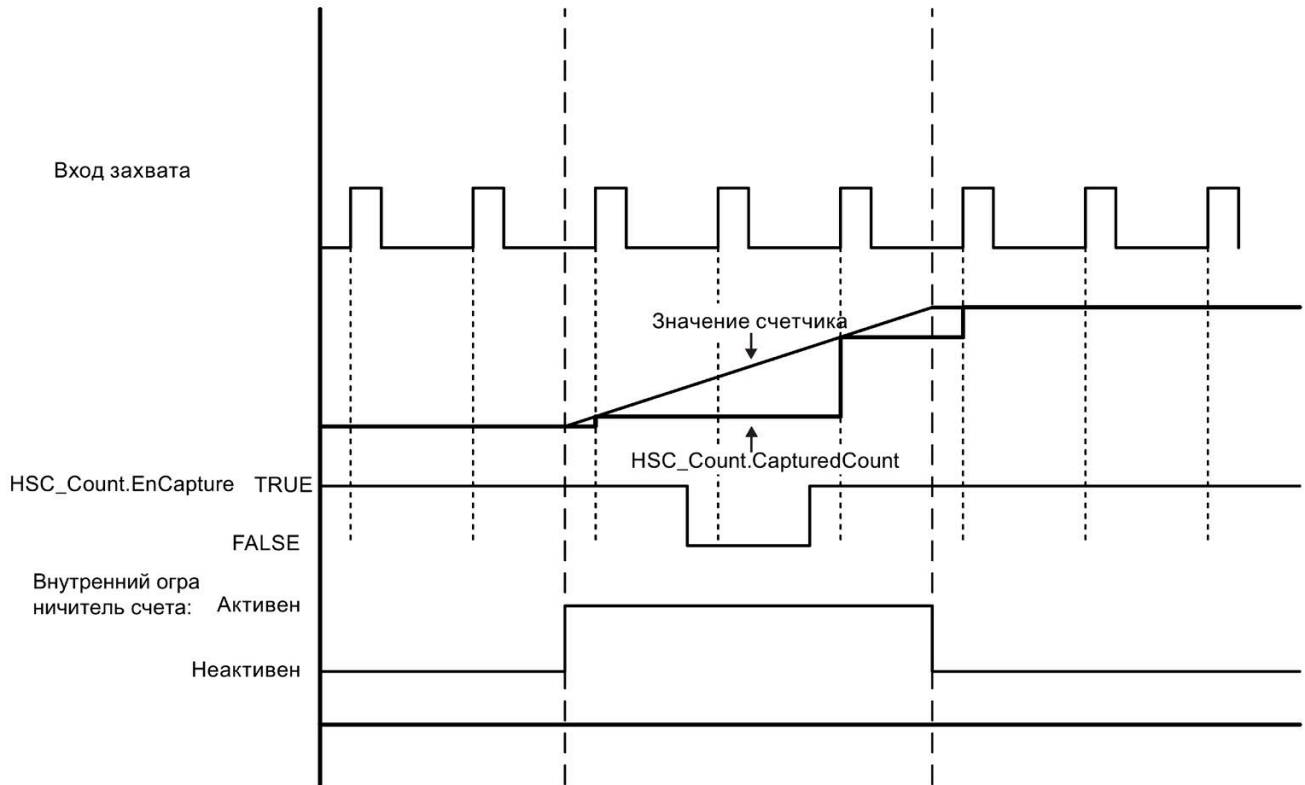 Вход захвата
Значение счетчика
HSC_Count.CapturedCount
HSC_Count.EnCapture TRUE
FALSE
Внутренний огра
ничитель счета: Активен
Неактивен